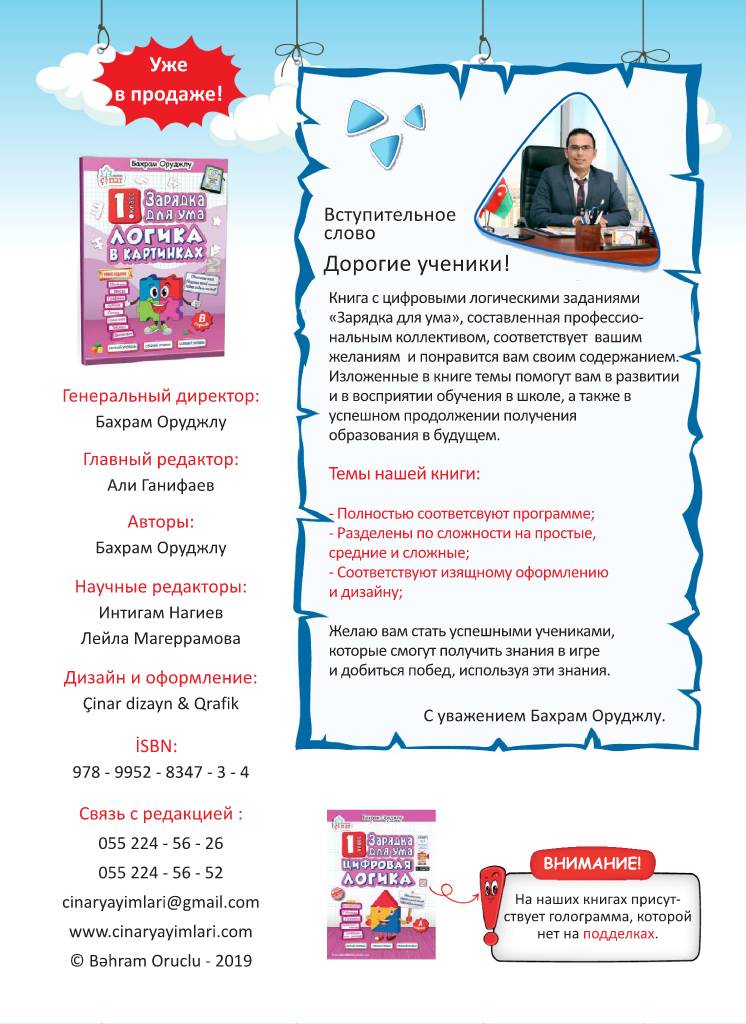 Уже
в продаже!
Бахрам Оруджлу
1 класс
Зарядка
для ума
ЛОГИКА
В КАРТИНКАХ
Генеральный директор:
Бахрам Оруджлу
Главный редактор:
Али Ганифаев
Авторы:
Бахрам Оруджлу
Научные редакторы:
Интигам Нагиев
Лейла Магеррамова
Дизайн и оформление:
Çinar dizayn & Qrafik
İSBN:
978 - 9952 - 8347 - 3 - 4
Связь с редакцией :
055 224 - 56 - 26
055 224 - 56 - 52
cinaryayimlari@gmail.com
www.cinaryayimlari.com
© Bəhram Oruclu - 2019
Вступительное
слово
Дорогие ученики!
Книга с цифровыми логическими заданиями
«Зарядка для ума», составленная профессио-
нальным коллективом, соответствует вашим
желаниям и понравится вам своим содержанием.
Изложенные в книге темы помогут вам в развитии
и в восприятии обучения в школе, а также в
успешном продолжении получения
образования в будущем.
Темы нашей книги:
- Полностью соответсвуют программе;
- Разделены по сложности на простые,
средние и сложные;
- Соответствуют изящному оформлению
и дизайну;
Желаю вам стать успешными учениками,
которые смогут получить знания в игре
и добиться побед, используя эти знания.
С уважением Бахрам Оруджлу.
Бахрам Оруджлу
1 класс
Зарядка
для ума
ЦИФРОВАЯ
ЛОГИКА
ВНИМАНИЕ!
На наших книгах присут-
ствует голограмма, которой
нет на подделках.